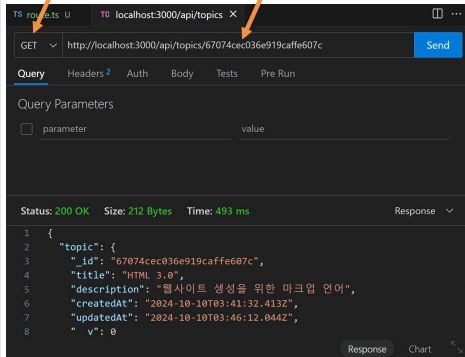 TS route.ts U TC localhost:3000/api/topics ×
GET http://localhost:3000/api/topics/67074cec036e919caffe607c Send
Query Headers 2 Auth Body Tests Pre Run
Query Parameters
parameter value
Status: 200 OK Size: 212 Bytes Time: 493 ms Response
1 {
2 "topic": {
3 "_id": "67074cec036e919caffe607c",
4 "title": "HTML 3.0",
5 "description": "웹사이트 생성을 위한 마크업 언어",
6 "createdAt": "2024-10-10T03:41:32.413Z",
7 "updatedAt": "2024-10-10T03:46:12.044Z",
8 "__v": 0
Response Chart